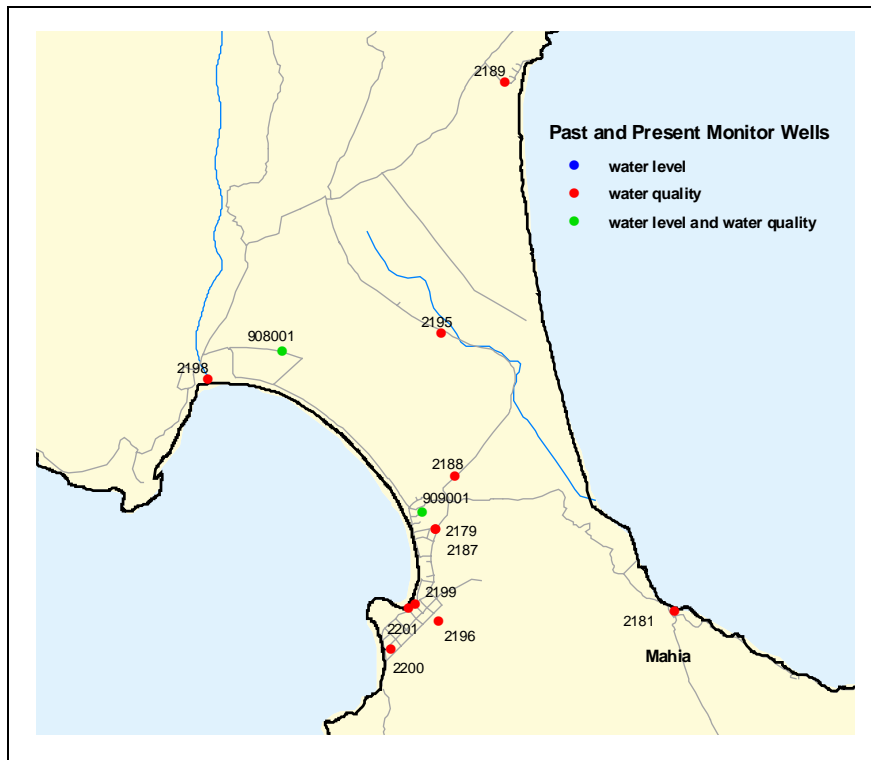 2189
Past and Present Monitor Wells
water level
water quality
water level and water quality
2195
908001
2198
2188
909001
2179
2187
2199
2201
2196
2181
2200
Mahia